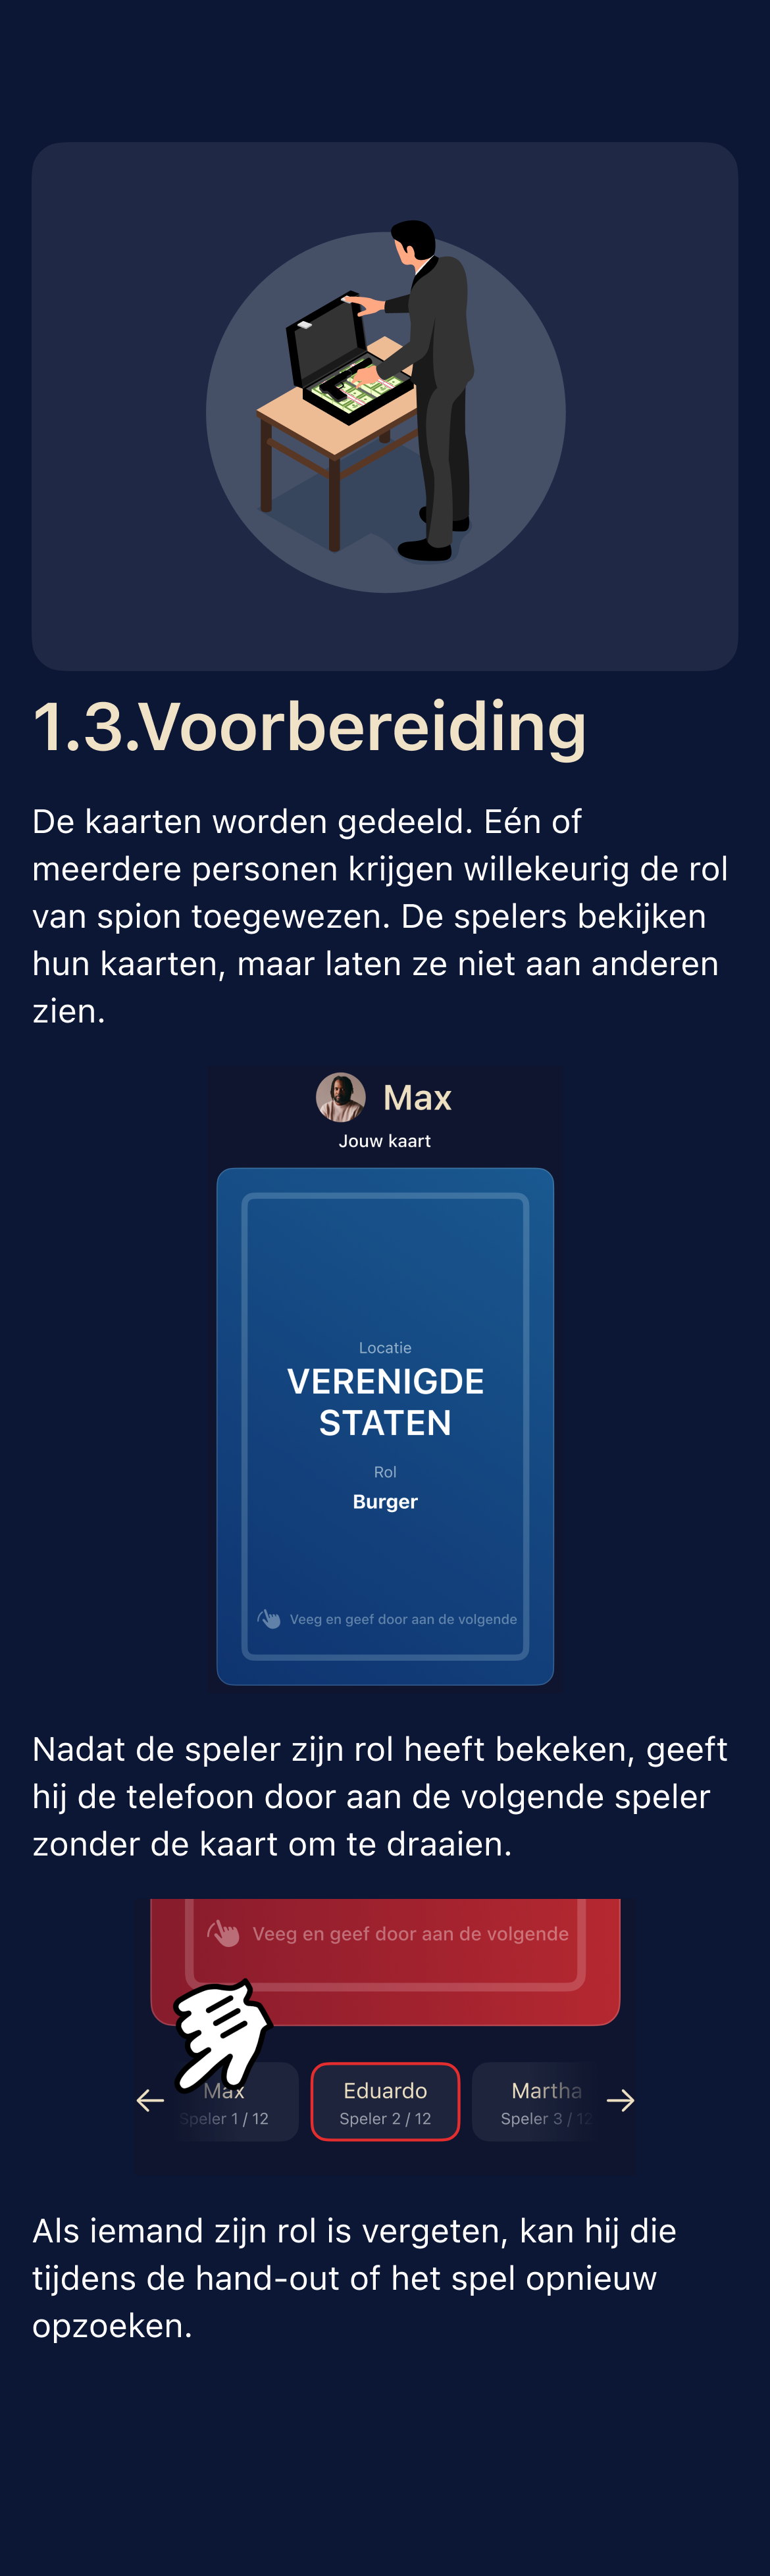 1.3.Voorbereiding
De kaarten worden gedeeld. Eén of
meerdere personen krijgen willekeurig de rol
van spion toegewezen. De spelers bekijken
hun kaarten, maar laten ze niet aan anderen
zien.
Max
Jouw kaart
Locatie
VERENIGDE
STATEN
Rol
Burger
Veeg en geef door aan de volgende
Nadat de speler zijn rol heeft bekeken, geeft
hij de telefoon door aan de volgende speler
zonder de kaart om te draaien.
Veeg en geef door aan de volgende
Max Eduardo Martha
Speler 1 / 12 Speler 2 / 12 Speler 3 / 12
Als iemand zijn rol is vergeten, kan hij die
tijdens de hand-out of het spel opnieuw
opzoeken.